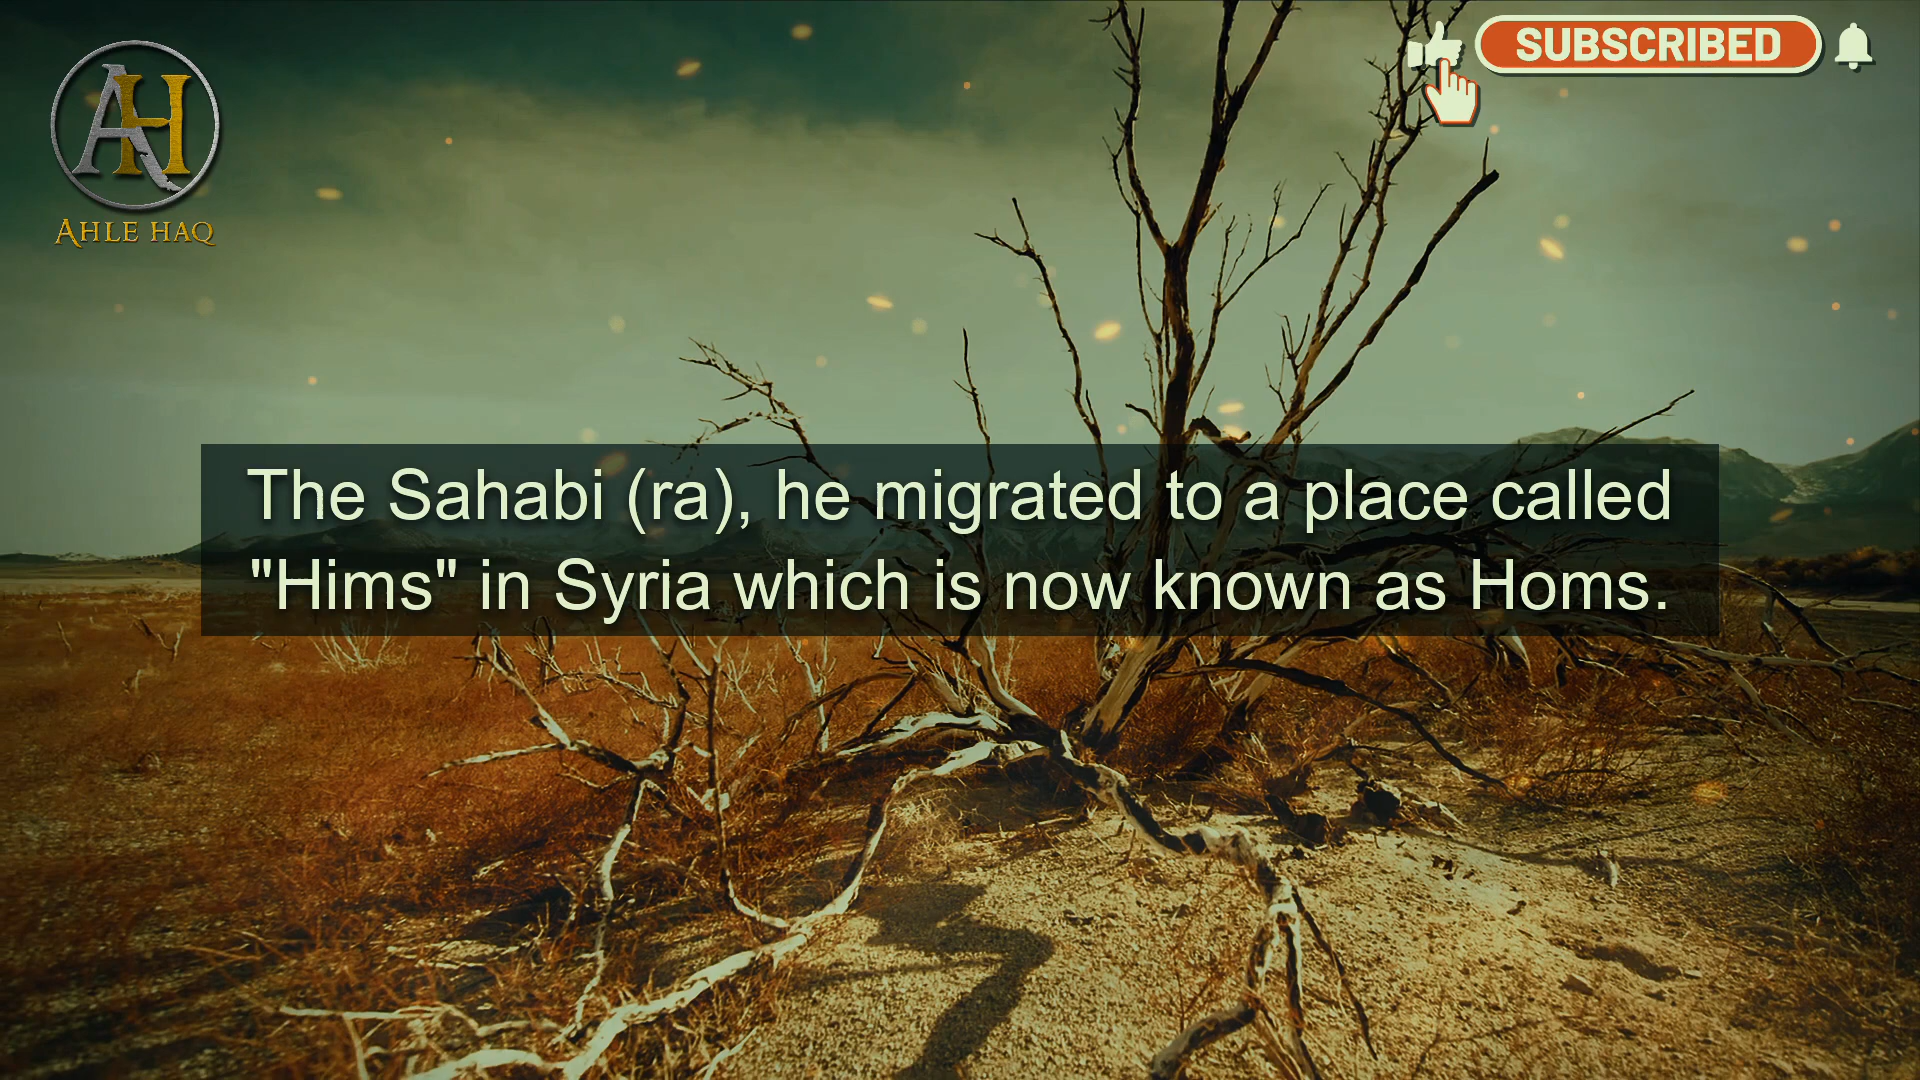 AH
AHLE HAQ
SUBSCRIBED
The Sahabi (ra), he migrated to a place called
"Hims" in Syria which is now known as Homs.